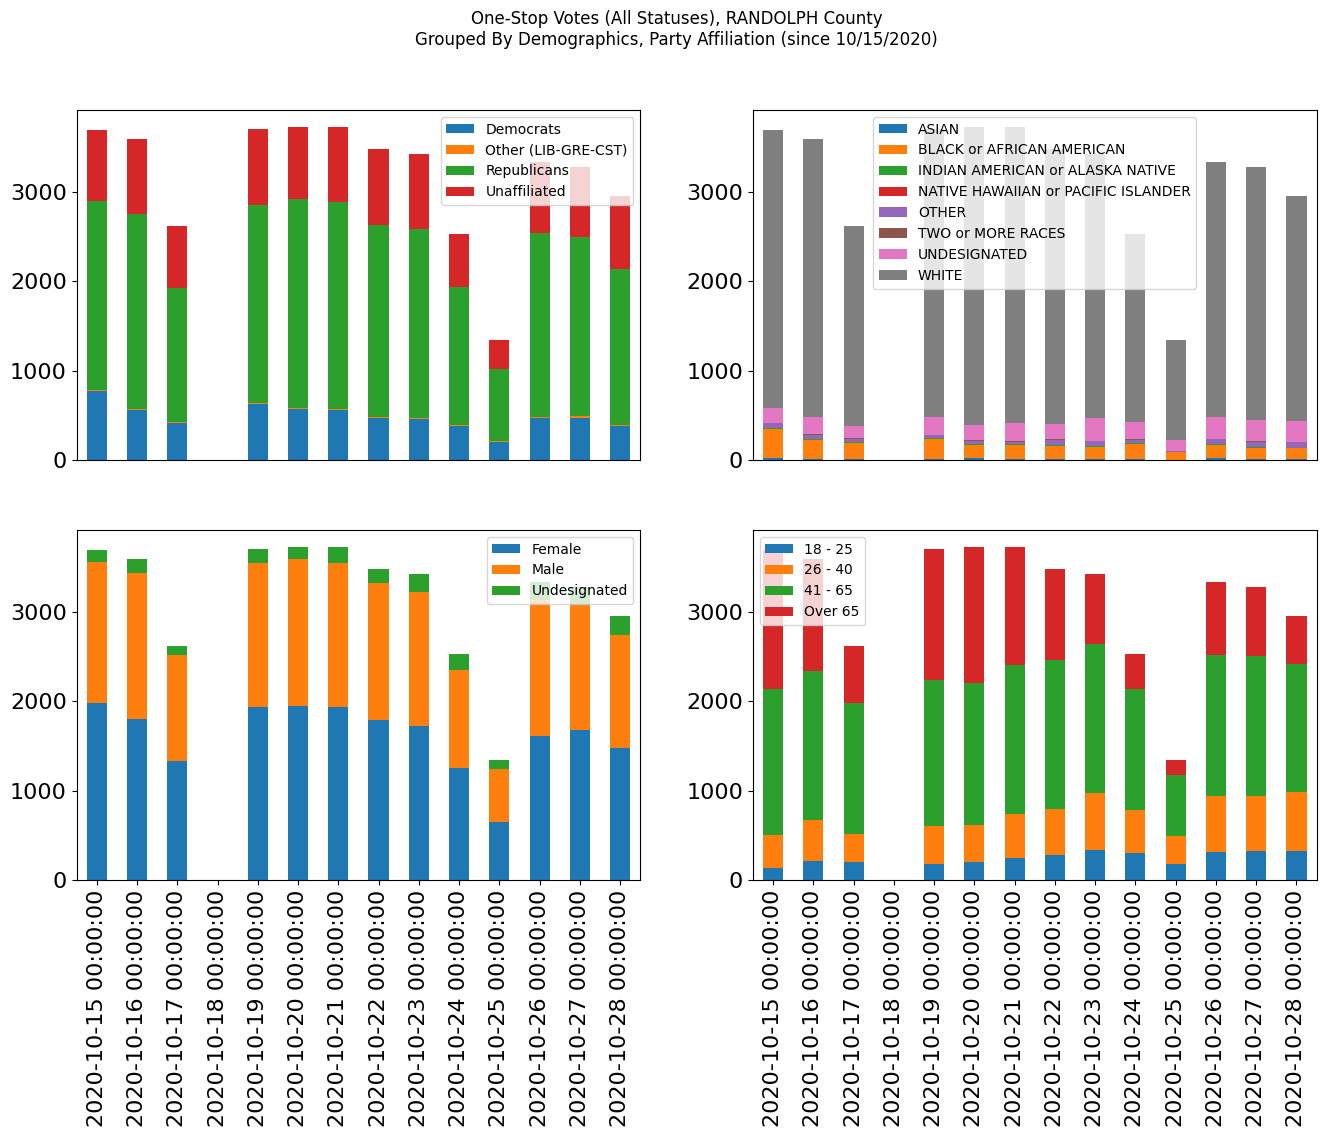 One-Stop Votes (All Statuses), RANDOLPH County
Grouped By Demographics, Party Affiliation (since 10/15/2020)
3000
2000
1000
0
Democrats
Other (LIB-GRE-CST)
Republicans
Unaffiliated
3000
2000
1000
0
ASIAN
BLACK or AFRICAN AMERICAN
INDIAN AMERICAN or ALASKA NATIVE
NATIVE HAWAIIAN or PACIFIC ISLANDER
OTHER
TWO or MORE RACES
UNDESIGNATED
WHITE
3000
2000
1000
0
Female
Male
Undesignated
2020-10-15 00:00:00
2020-10-16 00:00:00
2020-10-17 00:00:00
2020-10-18 00:00:00
2020-10-19 00:00:00
2020-10-20 00:00:00
2020-10-21 00:00:00
2020-10-22 00:00:00
2020-10-23 00:00:00
2020-10-24 00:00:00
2020-10-25 00:00:00
2020-10-26 00:00:00
2020-10-27 00:00:00
2020-10-28 00:00:00
3000
2000
1000
0
18 - 25
26 - 40
41 - 65
Over 65
2020-10-15 00:00:00
2020-10-16 00:00:00
2020-10-17 00:00:00
2020-10-18 00:00:00
2020-10-19 00:00:00
2020-10-20 00:00:00
2020-10-21 00:00:00
2020-10-22 00:00:00
2020-10-23 00:00:00
2020-10-24 00:00:00
2020-10-25 00:00:00
2020-10-26 00:00:00
2020-10-27 00:00:00
2020-10-28 00:00:00